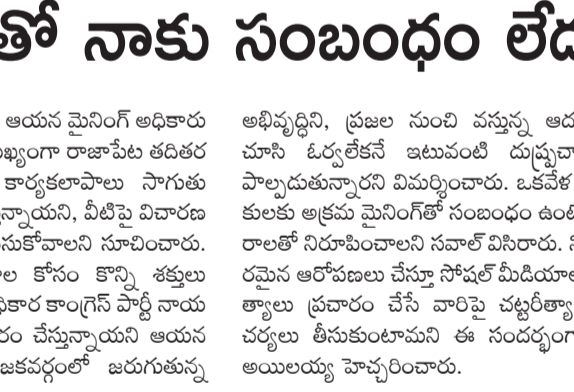 తో నాకు సంబంధం లేదు
ఆయన మైనింగ్ అధికారు
ఖ్యంగా రాజాపేట తదితర
కార్యకలాపాలు సాగుతు
న్నాయని, వీటిపై విచారణ
సుకోవాలని సూచించారు.
ల కోసం కొన్ని శక్తులు
ధికార కాంగ్రెస్ పార్టీ నాయ
రం చేస్తున్నాయని ఆయన
జకవర్గంలో జరుగుతున్న
అభివృద్ధిని, ప్రజల నుంచి వస్తున్న ఆద
చూసి ఓర్వలేకనే ఇటువంటి దుష్ప్రచా
పాల్పడుతున్నారని విమర్శించారు. ఒకవేళ
కులకు అక్రమ మైనింగ్‌తో సంబంధం ఉంటే
రాలతో నిరూపించాలని సవాల్ విసిరారు. ని
రమైన ఆరోపణలు చేస్తూ సోషల్ మీడియాల
త్యాలు ప్రచారం చేసే వారిపై చట్టరీత్యా
చర్యలు తీసుకుంటామని ఈ సందర్భంగా
అయిలయ్య హెచ్చరించారు.